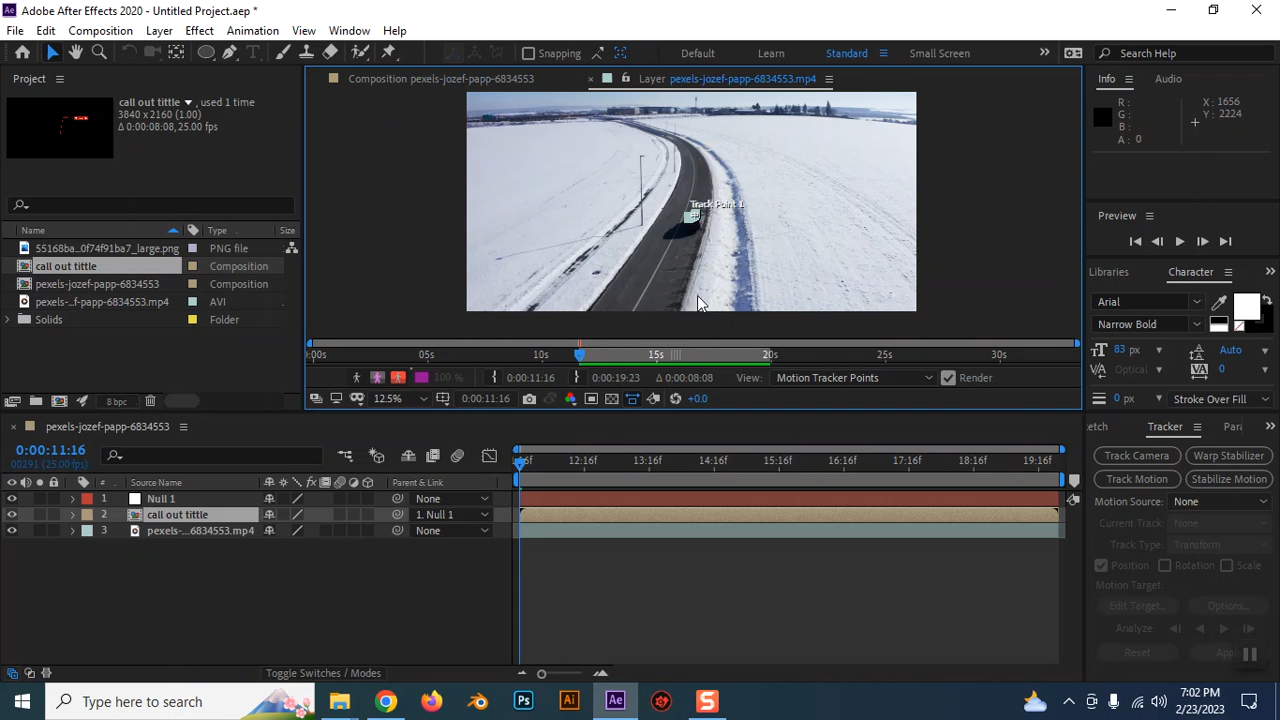 Adobe After Effects 2020 - Untitled Project.aep *
File Edit Composition Layer Effect Animation View Window Help
Snapping Default Learn Standard Small Screen Search Help
Project
call out tittle , used 1 time
3840 x 2160 (1.00)
Δ 0:00:08:08, 25.00 fps
Name Type Size
55168ba...0f74f91ba7_large.png PNG file
call out tittle Composition
pexels-jozef-papp-6834553 Composition
pexels-...f-papp-6834553.mp4 AVI
Solids Folder
8 bpc
Composition pexels-jozef-papp-6834553
Layer pexels-jozef-papp-6834553.mp4
Track Point 1
:00s 05s 10s 15s 20s 25s 30s
100 % 0:00:11:16 0:00:19:23 Δ 0:00:08:08 View: Motion Tracker Points Render
12.5% 0:00:11:16 +0.0
Info Audio
R: X: 1656
G: Y: 2224
B:
A: 0
Preview
Libraries Character
Arial
Narrow Bold
83 px Auto
Optical 0
0 px Stroke Over Fill
pexels-jozef-papp-6834553
0:00:11:16
00291 (25.00 fps)
# Source Name Parent & Link
1 Null 1 None
2 call out tittle 1. Null 1
3 pexels-...6834553.mp4 None
:16f 12:16f 13:16f 14:16f 15:16f 16:16f 17:16f 18:16f 19:16f
Toggle Switches / Modes
etch Tracker Para
Track Camera Warp Stabilizer
Track Motion Stabilize Motion
Motion Source: None
Current Track: None
Track Type: Transform
Position Rotation Scale
Motion Target:
Edit Target... Options...
Analyze:
Reset App
Type here to search
Ps Ai Ae S
7:02 PM
2/23/2023